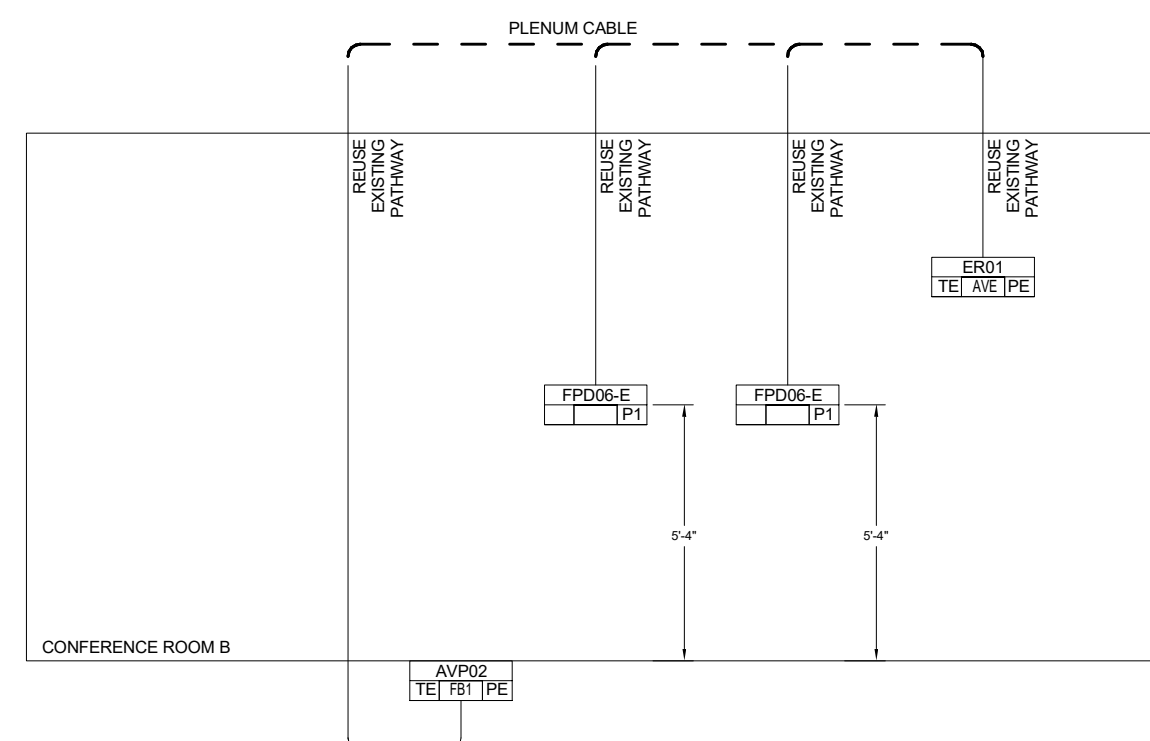 PLENUM CABLE
REUSE
EXISTING
PATHWAY
REUSE
EXISTING
PATHWAY
REUSE
EXISTING
PATHWAY
REUSE
EXISTING
PATHWAY
ER01
TE AVE PE
FPD06-E
P1
FPD06-E
P1
5'-4"
5'-4"
CONFERENCE ROOM B
AVP02
TE FB1 PE